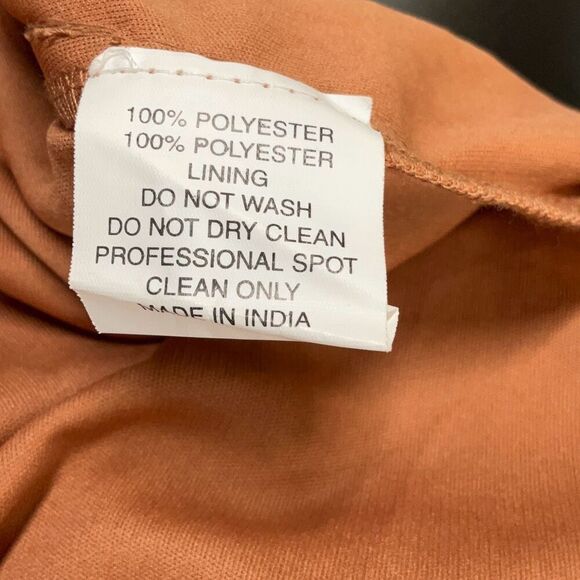 100% POLYESTER
100% POLYESTER
LINING
DO NOT WASH
DO NOT DRY CLEAN
PROFESSIONAL SPOT
CLEAN ONLY
MADE IN INDIA